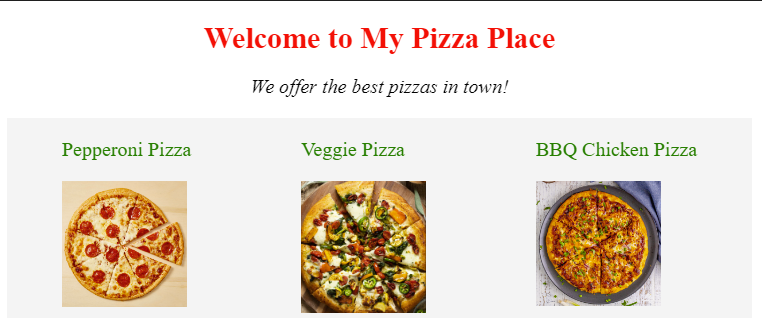 Welcome to My Pizza Place
We offer the best pizzas in town!
Pepperoni Pizza
Veggie Pizza
BBQ Chicken Pizza